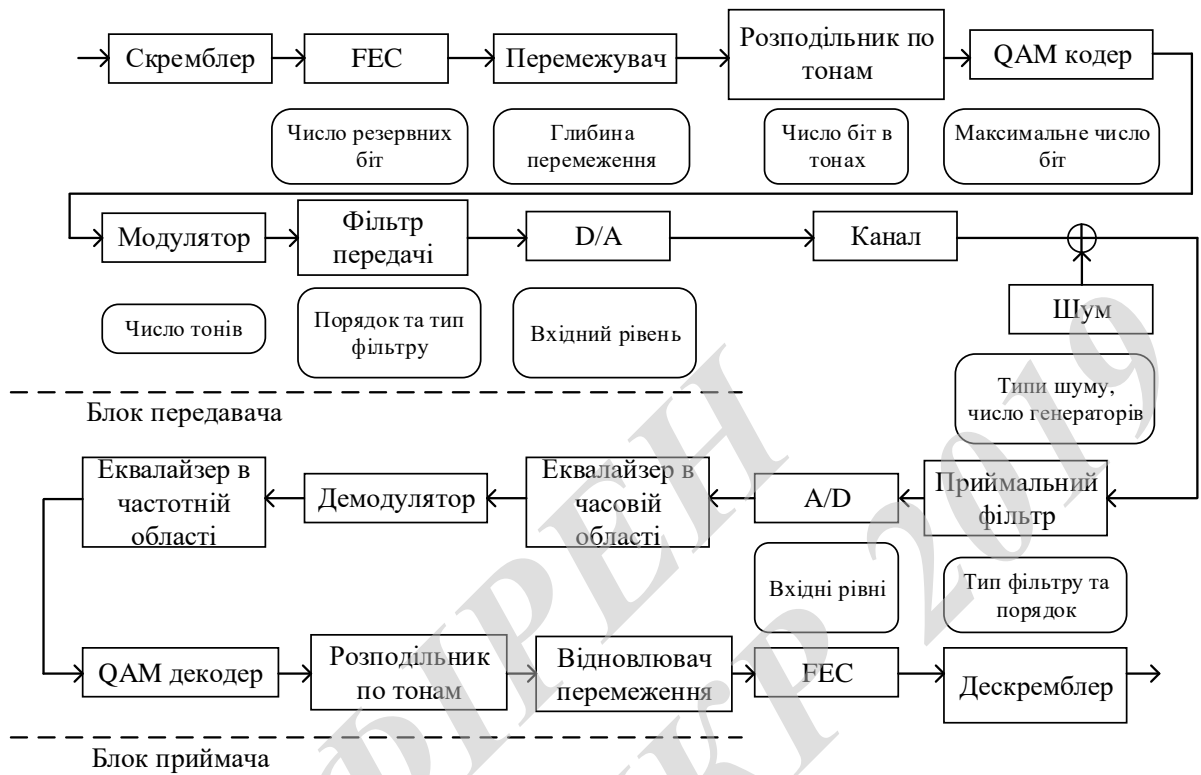 Скремблер
FEC
Перемежувач
Розподільник по
тонам
QAM кодер
Число резервних
біт
Глибина
перемеження
Число біт в
тонах
Максимальне число
біт
Модулятор
Фільтр
передачі
D/A
Канал
Шум
Число тонів
Порядок та тип
фільтру
Вхідний рівень
Типи шуму,
число генераторів
Блок передавача
Еквалайзер в
частотній
області
Демодулятор
Еквалайзер в
часовій
області
A/D
Приймальний
фільтр
Вхідні рівні
Тип фільтру та
порядок
QAM декодер
Розподільник
по тонам
Відновлювач
перемеження
FEC
Дескремблер
Блок приймача
ФІРЕН
КР 2019